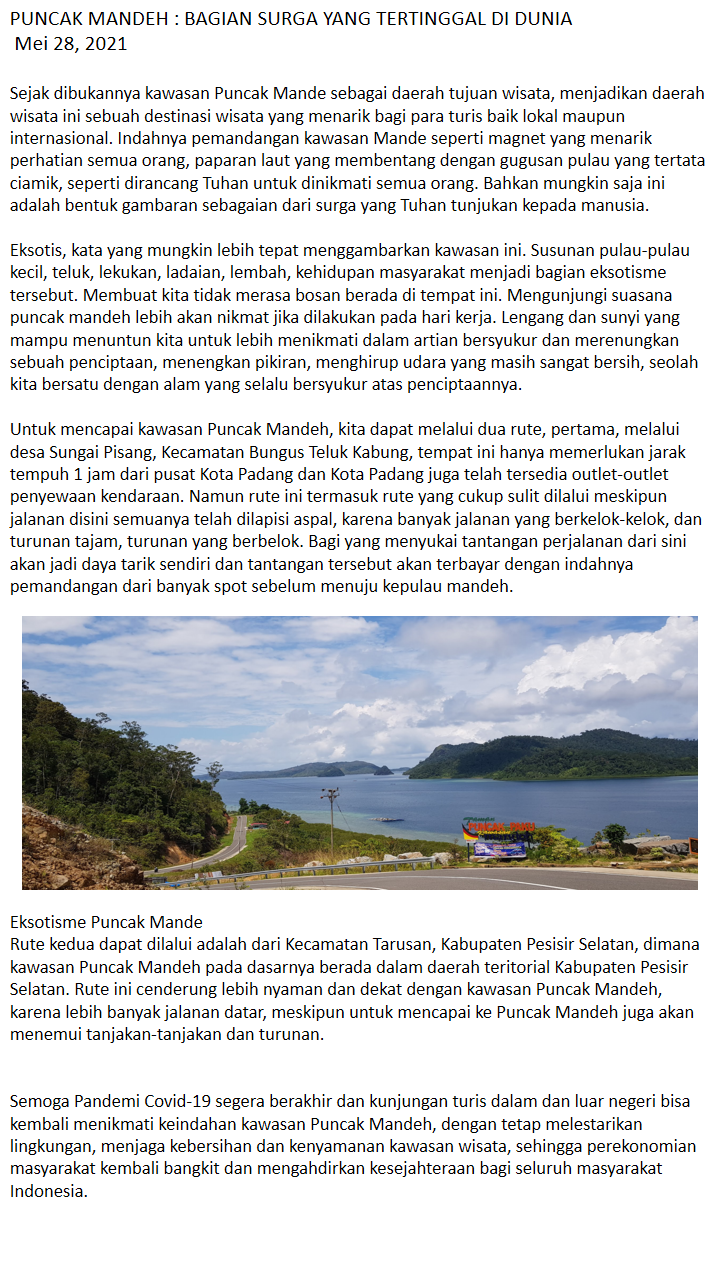 PUNCAK MANDEH : BAGIAN SURGA YANG TERTINGGAL DI DUNIA
Mei 28, 2021
Sejak dibukannya kawasan Puncak Mande sebagai daerah tujuan wisata, menjadikan daerah
wisata ini sebuah destinasi wisata yang menarik bagi para turis baik lokal maupun
internasional. Indahnya pemandangan kawasan Mande seperti magnet yang menarik
perhatian semua orang, paparan laut yang membentang dengan gugusan pulau yang tertata
ciamik, seperti dirancang Tuhan untuk dinikmati semua orang. Bahkan mungkin saja ini
adalah bentuk gambaran sebagaian dari surga yang Tuhan tunjukan kepada manusia.
Eksotis, kata yang mungkin lebih tepat menggambarkan kawasan ini. Susunan pulau-pulau
kecil, teluk, lekukan, ladaian, lembah, kehidupan masyarakat menjadi bagian eksotisme
tersebut. Membuat kita tidak merasa bosan berada di tempat ini. Mengunjungi suasana
puncak mandeh lebih akan nikmat jika dilakukan pada hari kerja. Lengang dan sunyi yang
mampu menuntun kita untuk lebih menikmati dalam artian bersyukur dan merenungkan
sebuah penciptaan, menengkan pikiran, menghirup udara yang masih sangat bersih, seolah
kita bersatu dengan alam yang selalu bersyukur atas penciptaannya.
Untuk mencapai kawasan Puncak Mandeh, kita dapat melalui dua rute, pertama, melalui
desa Sungai Pisang, Kecamatan Bungus Teluk Kabung, tempat ini hanya memerlukan jarak
tempuh 1 jam dari pusat Kota Padang dan Kota Padang juga telah tersedia outlet-outlet
penyewaan kendaraan. Namun rute ini termasuk rute yang cukup sulit dilalui meskipun
jalanan disini semuanya telah dilapisi aspal, karena banyak jalanan yang berkelok-kelok, dan
turunan tajam, turunan yang berbelok. Bagi yang menyukai tantangan perjalanan dari sini
akan jadi daya tarik sendiri dan tantangan tersebut akan terbayar dengan indahnya
pemandangan dari banyak spot sebelum menuju kepulau mandeh.
PUNCAK
Eksotisme Puncak Mande
Rute kedua dapat dilalui adalah dari Kecamatan Tarusan, Kabupaten Pesisir Selatan, dimana
kawasan Puncak Mandeh pada dasarnya berada dalam daerah teritorial Kabupaten Pesisir
Selatan. Rute ini cenderung lebih nyaman dan dekat dengan kawasan Puncak Mandeh,
karena lebih banyak jalanan datar, meskipun untuk mencapai ke Puncak Mandeh juga akan
menemui tanjakan-tanjakan dan turunan.
Semoga Pandemi Covid-19 segera berakhir dan kunjungan turis dalam dan luar negeri bisa
kembali menikmati keindahan kawasan Puncak Mandeh, dengan tetap melestarikan
lingkungan, menjaga kebersihan dan kenyamanan kawasan wisata, sehingga perekonomian
masyarakat kembali bangkit dan mengahdirkan kesejahteraan bagi seluruh masyarakat
Indonesia.